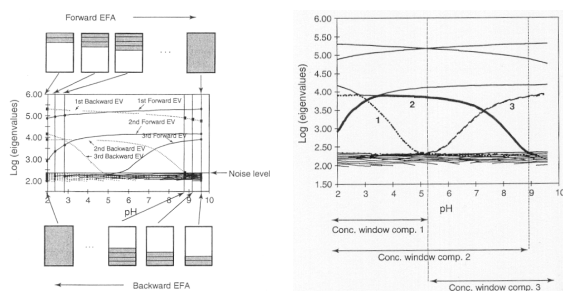 Forward EFA
. . .
6.00
5.00
4.00
3.00
2.00
Log (eigenvalues)
1st Backward EV
1st Forward EV
2nd Forward EV
3rd Forward EV
2nd Backward EV
3rd Backward EV
Noise level
2 3 4 5 6 7 8 9 10
pH
. . .
Backward EFA
6.00
5.50
5.00
4.50
4.00
3.50
3.00
2.50
2.00
1.50
Log (eigenvalues)
1
2
3
2 3 4 5 6 7 8 9 10
pH
Conc. window comp. 1
Conc. window comp. 2
Conc. window comp. 3